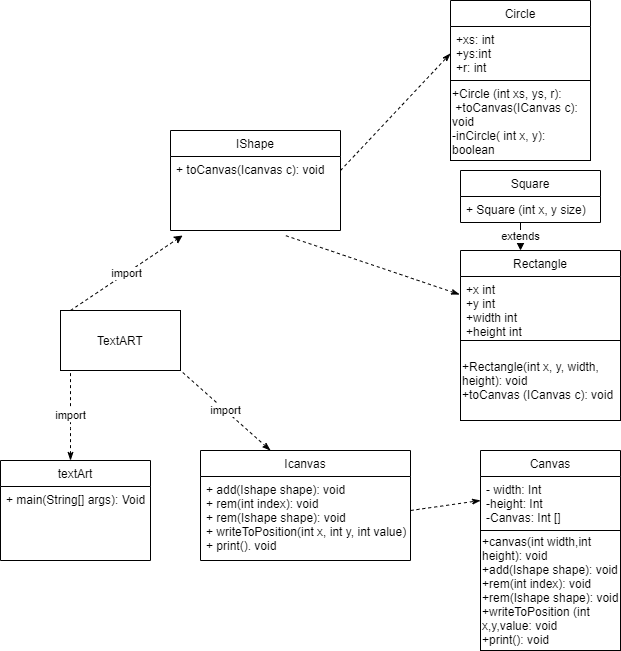 Circle
+xs: int
+ys:int
+r: int
+Circle (int xs, ys, r):
+toCanvas(ICanvas c):
void
-inCircle( int x, y):
boolean
IShape
+ toCanvas(Icanvas c): void
Square
+ Square (int x, y size)
extends
Rectangle
+x int
+y int
+width int
+height int
+Rectangle(int x, y, width,
height): void
+toCanvas (ICanvas c): void
import
TextART
import
import
textArt
+ main(String[] args): Void
Icanvas
+ add(Ishape shape): void
+ rem(int index): void
+ rem(Ishape shape): void
+ writeToPosition(int x, int y, int value)
+ print(). void
Canvas
- width: Int
-height: Int
-Canvas: Int []
+canvas(int width,int
height): void
+add(Ishape shape): void
+rem(int index): void
+rem(Ishape shape): void
+writeToPosition (int
x,y,value: void
+print(): void